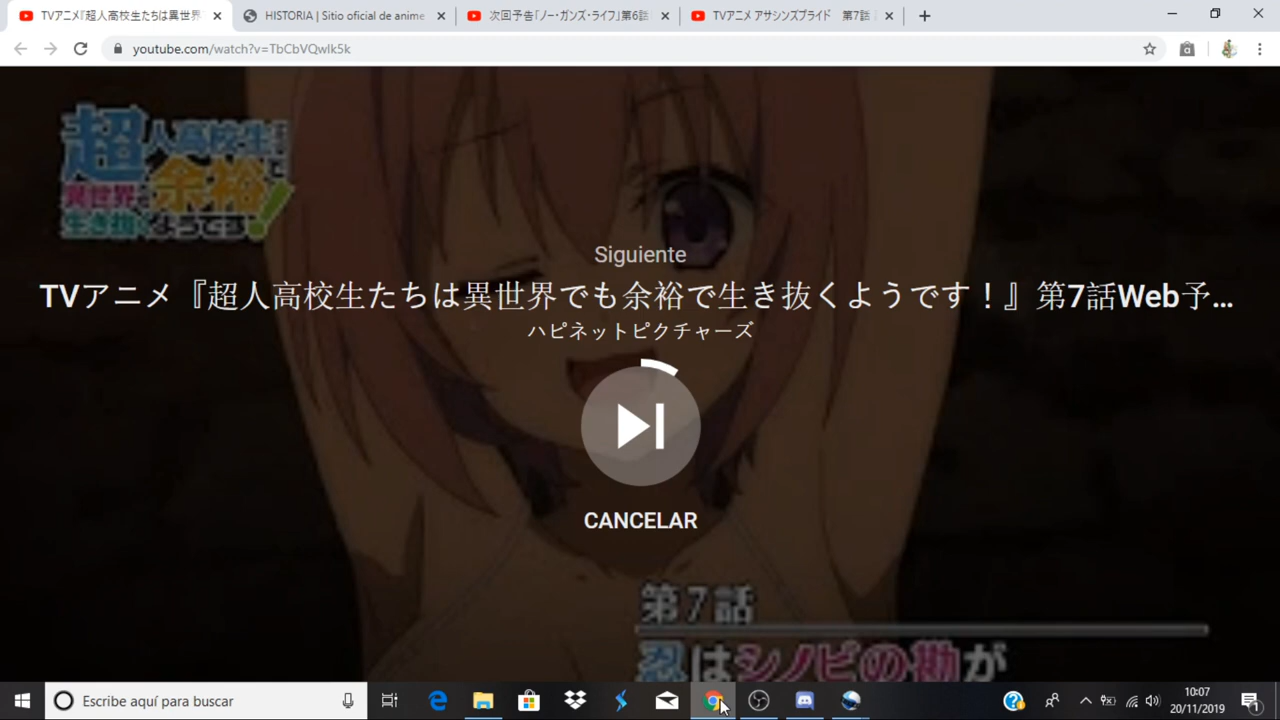 TVアニメ『超人高校生たちは異世界
HISTORIA | Sitio oficial de anime
次回予告「ノー・ガンズ・ライフ」第6話
TVアニメ アサシンズプライド 第7話
youtube.com/watch?v=TbCbVQwlk5k
超人高校生たちは
異世界でも余裕で
生き抜くようです!
Siguiente
TVアニメ『超人高校生たちは異世界でも余裕で生き抜くようです！』第7話Web予...
ハピネットピクチャーズ
CANCELAR
第7話
忍はシノビの勘が
Escribe aquí para buscar
10:07
20/11/2019
1